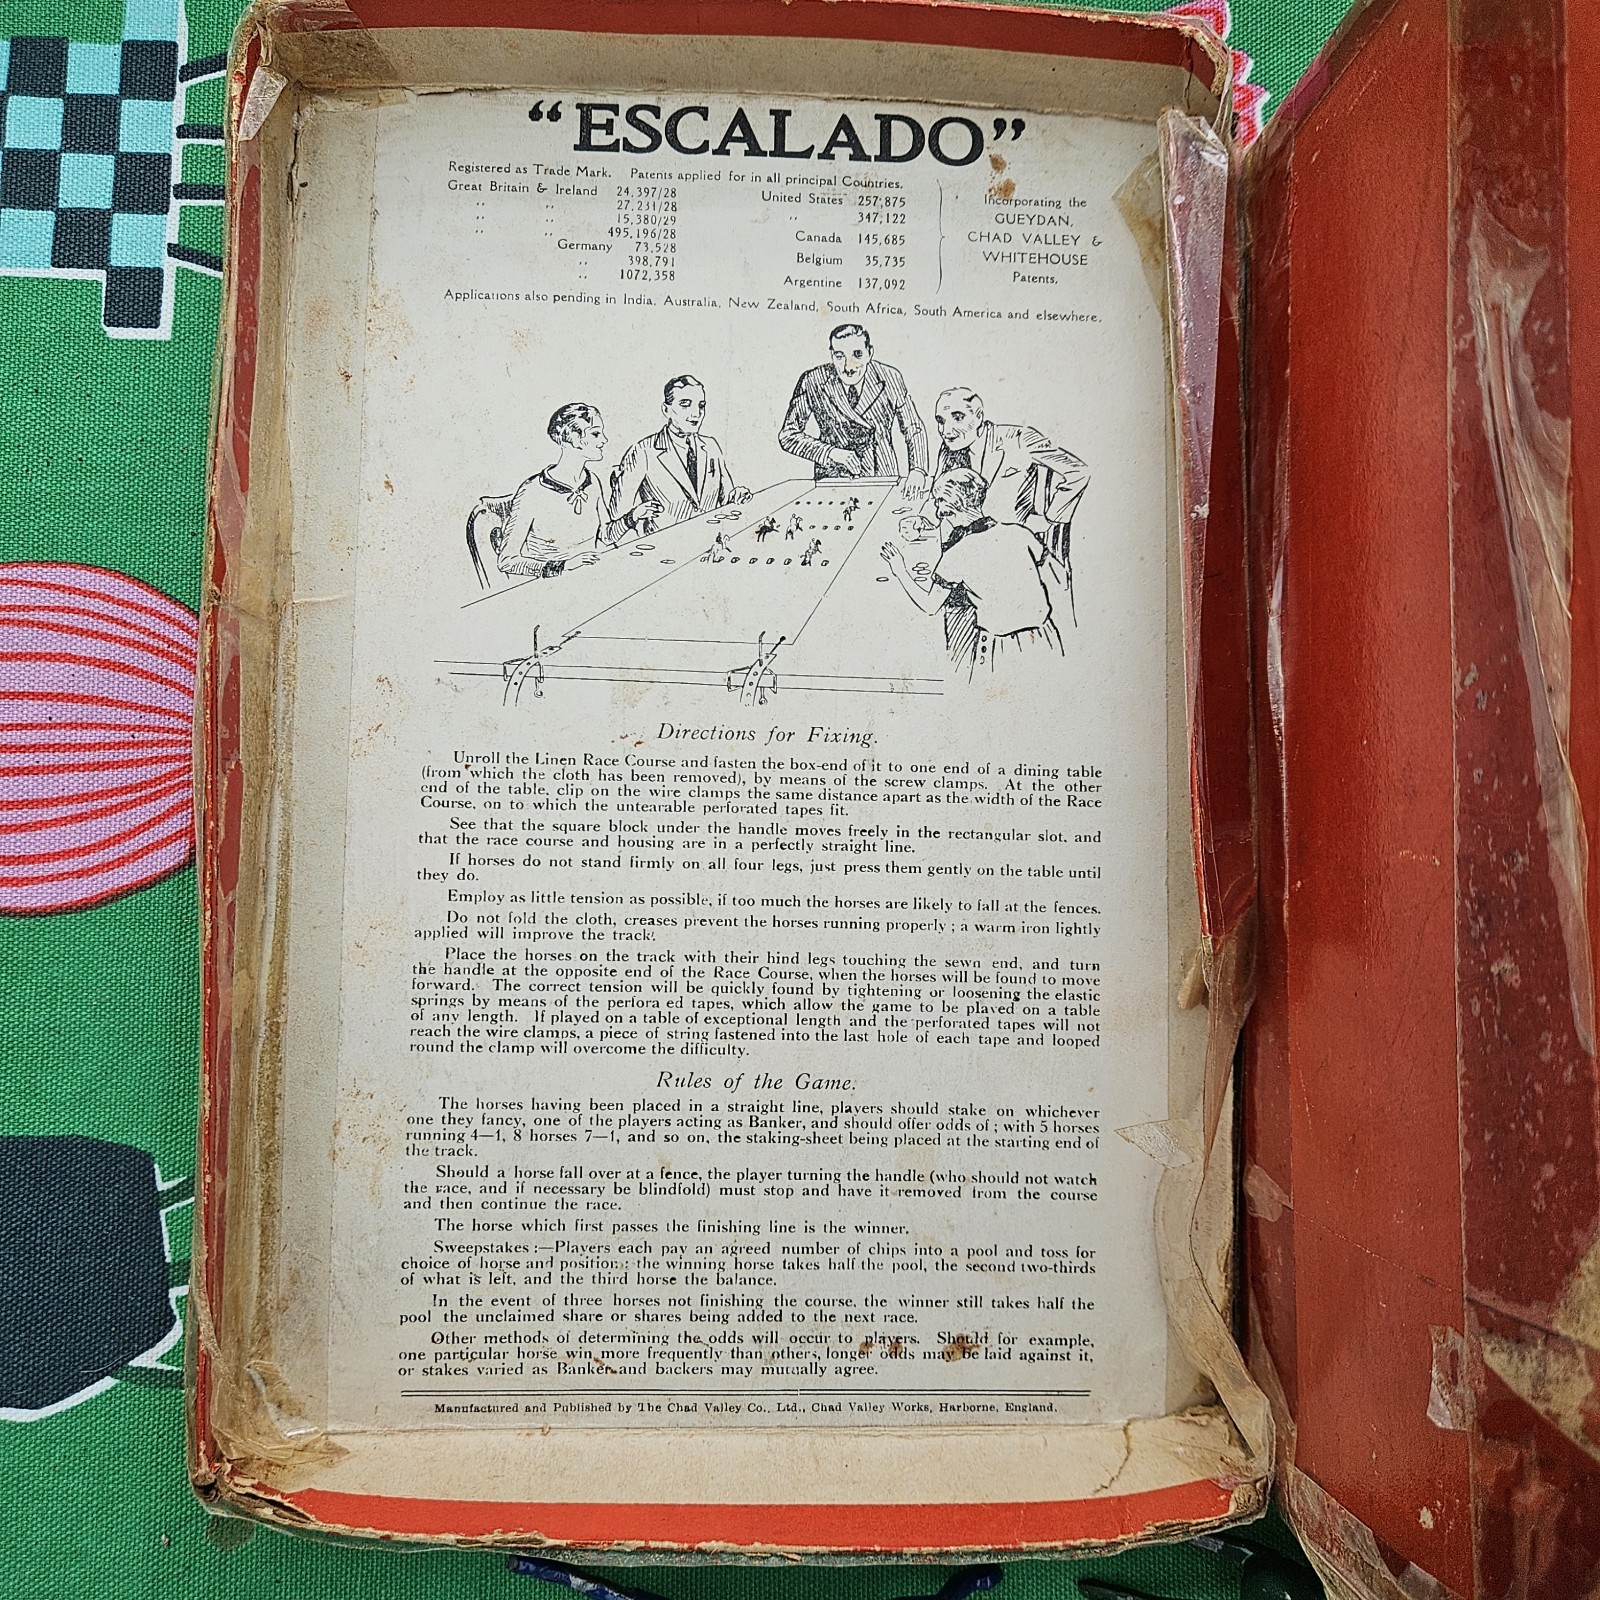 “ESCALADO”
Registered as Trade Mark. Patents applied for in all principal Countries.
Great Britain & Ireland 24,397/28
,, ,, 27,231/28
,, ,, 15,380/29
,, ,, 495,196/28
Germany 73,528
,, 398,791
,, 1072,358
United States 257,875
,, 347,122
Canada 145,685
Belgium 35,735
Argentine 137,092
Incorporating the
GUEYDAN,
CHAD VALLEY &
WHITEHOUSE
Patents.
Applications also pending in India, Australia, New Zealand, South Africa, South America and elsewhere.
Directions for Fixing.
Unroll the Linen Race Course and fasten the box-end of it to one end of a dining table
(from which the cloth has been removed), by means of the screw clamps. At the other
end of the table, clip on the wire clamps the same distance apart as the width of the Race
Course, on to which the untearable perforated tapes fit.
See that the square block under the handle moves freely in the rectangular slot, and
that the race course and housing are in a perfectly straight line.
If horses do not stand firmly on all four legs, just press them gently on the table until
they do.
Employ as little tension as possible, if too much the horses are likely to fall at the fences.
Do not fold the cloth, creases prevent the horses running properly ; a warm iron lightly
applied will improve the track.
Place the horses on the track with their hind legs touching the sewn end, and turn
the handle at the opposite end of the Race Course, when the horses will be found to move
forward. The correct tension will be quickly found by tightening or loosening the elastic
springs by means of the perfora ed tapes, which allow the game to be played on a table
of any length. If played on a table of exceptional length and the perforated tapes will not
reach the wire clamps, a piece of string fastened into the last hole of each tape and looped
round the clamp will overcome the difficulty.
Rules of the Game.
The horses having been placed in a straight line, players should stake on whichever
one they fancy, one of the players acting as Banker, and should offer odds of ; with 5 horses
running 4—1, 8 horses 7—1, and so on, the staking-sheet being placed at the starting end of
the track.
Should a horse fall over at a fence, the player turning the handle (who should not watch
the race, and if necessary be blindfold) must stop and have it removed from the course
and then continue the race.
The horse which first passes the finishing line is the winner.
Sweepstakes :—Players each pay an agreed number of chips into a pool and toss for
choice of horse and position ; the winning horse takes half the pool, the second two-thirds
of what is left, and the third horse the balance.
In the event of three horses not finishing the course, the winner still takes half the
pool the unclaimed share or shares being added to the next race.
Other methods of determining the odds will occur to players. Should for example,
one particular horse win more frequently than others, longer odds may be laid against it,
or stakes varied as Banker and backers may mutually agree.
Manufactured and Published by The Chad Valley Co., Ltd., Chad Valley Works, Harborne, England.